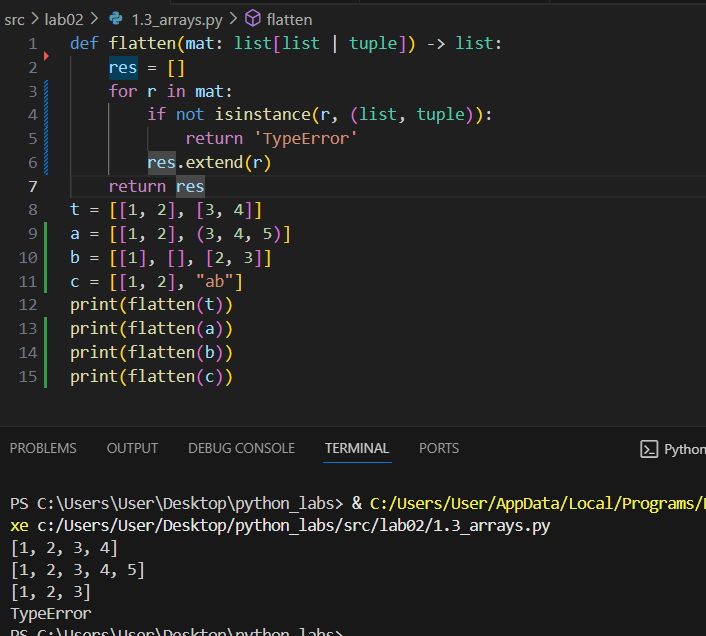 src > lab02 > 1.3_arrays.py > flatten
1 def flatten(mat: list[list | tuple]) -> list:
2     res = []
3     for r in mat:
4         if not isinstance(r, (list, tuple)):
5             return 'TypeError'
6         res.extend(r)
7     return res
8 t = [[1, 2], [3, 4]]
9 a = [[1, 2], (3, 4, 5)]
10 b = [[1], [], [2, 3]]
11 c = [[1, 2], "ab"]
12 print(flatten(t))
13 print(flatten(a))
14 print(flatten(b))
15 print(flatten(c))
PROBLEMS OUTPUT DEBUG CONSOLE TERMINAL PORTS Python
PS C:\Users\User\Desktop\python_labs> & C:/Users/User/AppData/Local/Programs/
xe c:/Users/User/Desktop/python_labs/src/lab02/1.3_arrays.py
[1, 2, 3, 4]
[1, 2, 3, 4, 5]
[1, 2, 3]
TypeError
PS C:\Users\User\Desktop\python_labs>